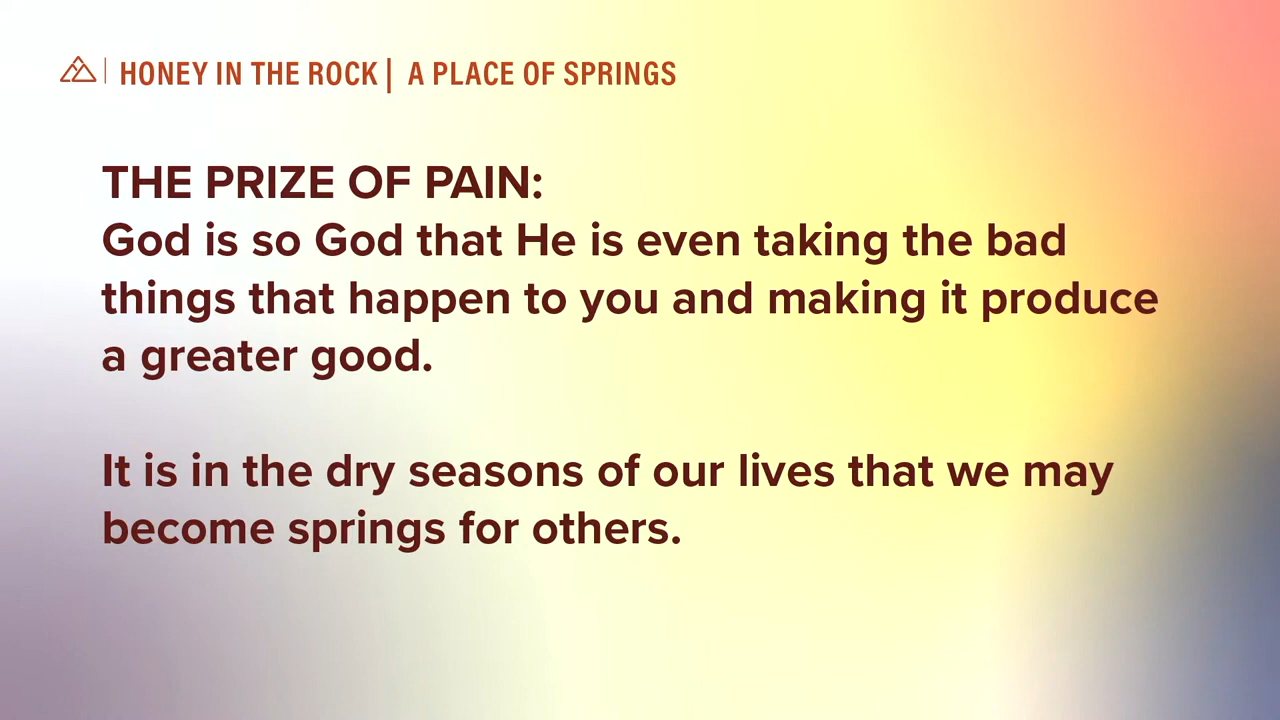 HONEY IN THE ROCK | A PLACE OF SPRINGS
THE PRIZE OF PAIN:
God is so God that He is even taking the bad
things that happen to you and making it produce
a greater good.
It is in the dry seasons of our lives that we may
become springs for others.